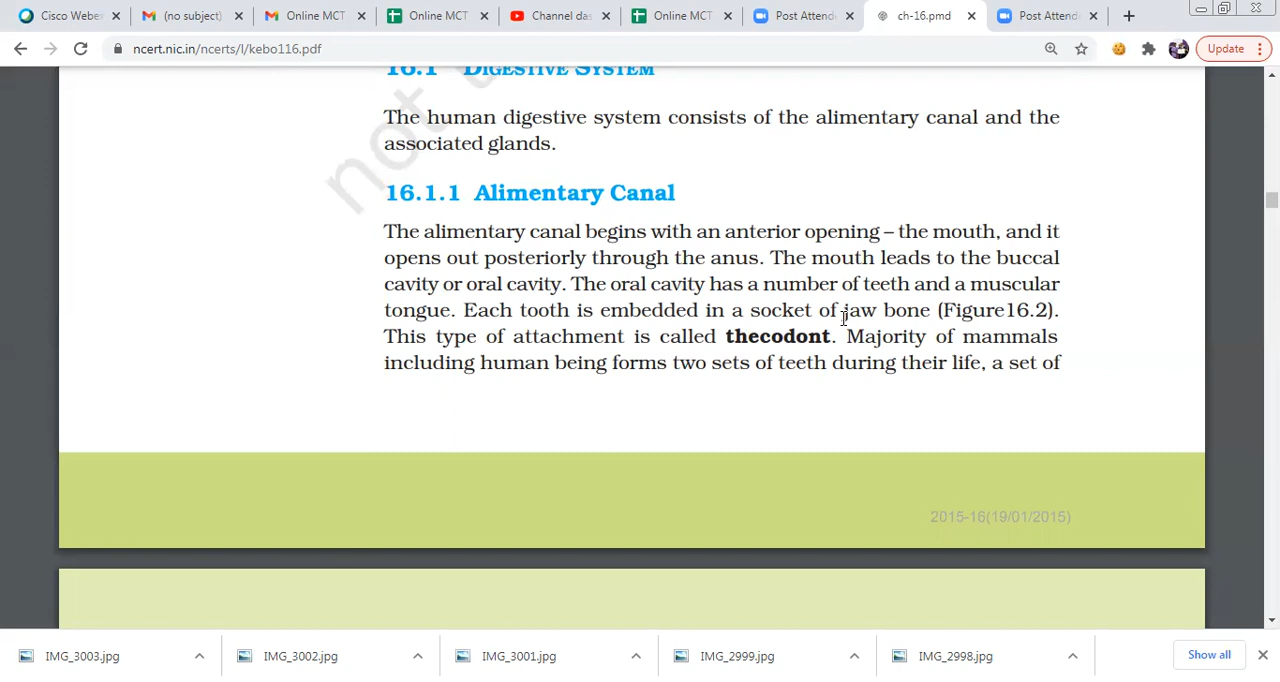 Cisco Webex
(no subject)
Online MCT
Online MCT
Channel das
Online MCT
Post Attende
ch-16.pmd
Post Attende
ncert.nic.in/ncerts/l/kebo116.pdf
Update
16.1 DIGESTIVE SYSTEM
The human digestive system consists of the alimentary canal and the
associated glands.
not
16.1.1 Alimentary Canal
The alimentary canal begins with an anterior opening – the mouth, and it
opens out posteriorly through the anus. The mouth leads to the buccal
cavity or oral cavity. The oral cavity has a number of teeth and a muscular
tongue. Each tooth is embedded in a socket of jaw bone (Figure16.2).
This type of attachment is called thecodont. Majority of mammals
including human being forms two sets of teeth during their life, a set of
2015-16(19/01/2015)
IMG_3003.jpg
IMG_3002.jpg
IMG_3001.jpg
IMG_2999.jpg
IMG_2998.jpg
Show all